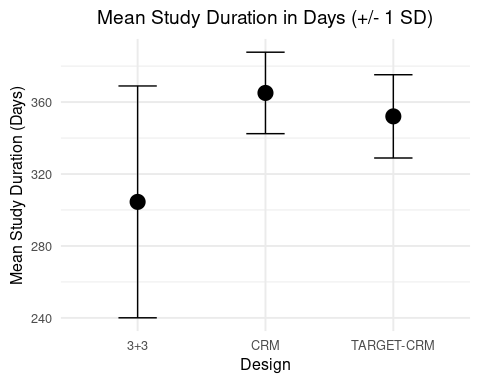 Mean Study Duration in Days (+/- 1 SD)
Mean Study Duration (Days)
360
320
280
240
3+3
CRM
TARGET-CRM
Design